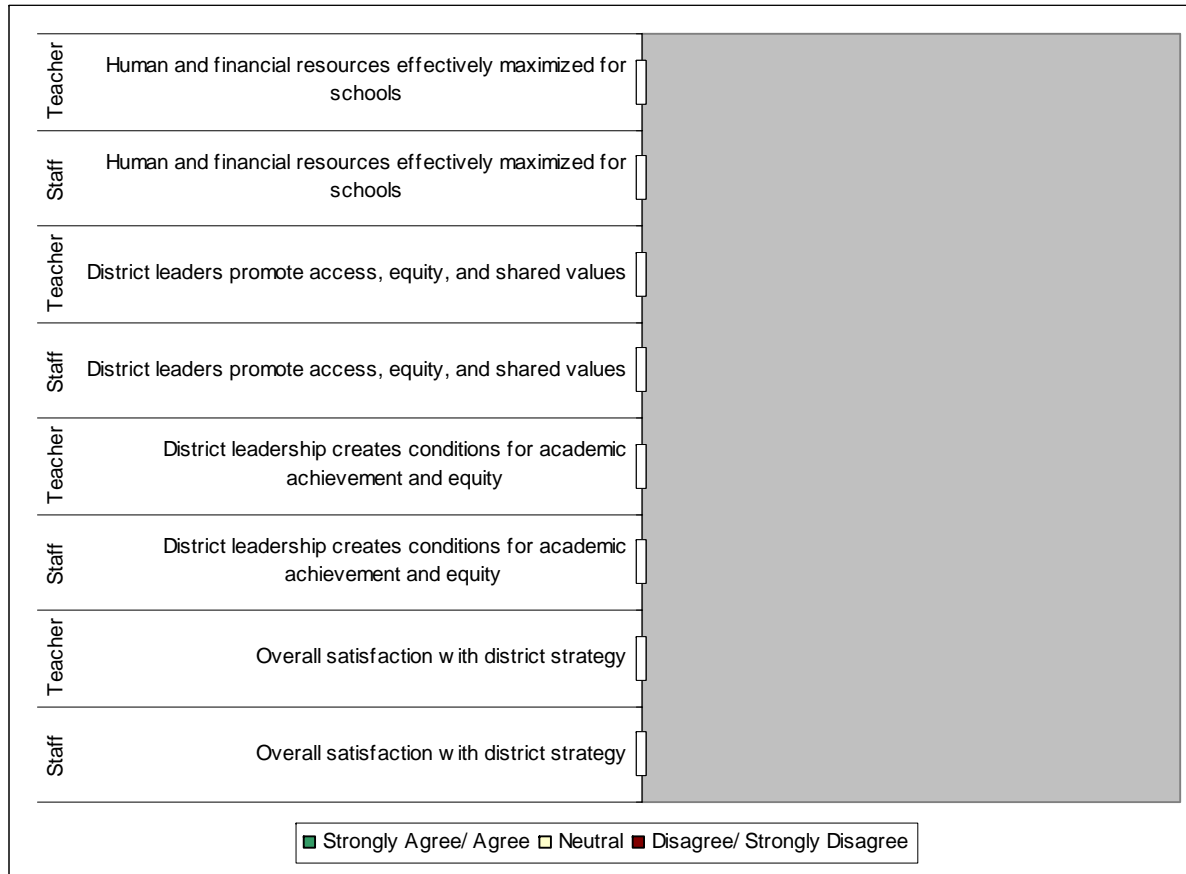 Teacher
Human and financial resources effectively maximized for
schools
Staff
Human and financial resources effectively maximized for
schools
Teacher
District leaders promote access, equity, and shared values
Staff
District leaders promote access, equity, and shared values
Teacher
District leadership creates conditions for academic
achievement and equity
Staff
District leadership creates conditions for academic
achievement and equity
Teacher
Overall satisfaction with district strategy
Staff
Overall satisfaction with district strategy
Strongly Agree/ Agree Neutral Disagree/ Strongly Disagree